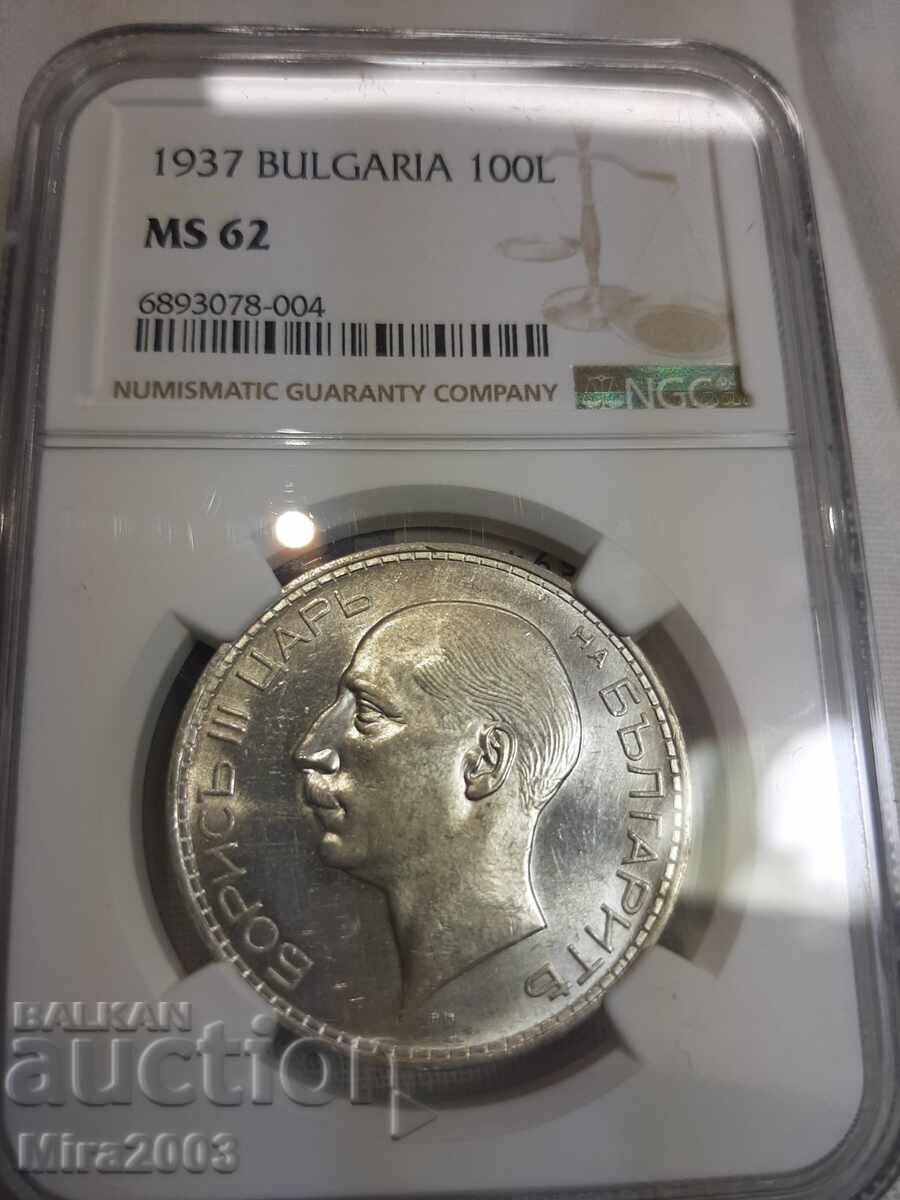 1937 BULGARIA 100L
MS 62
6893078-004
NUMISMATIC GUARANTY COMPANY
NGC
БОРИСЪ III ЦАРЬ НА БЪЛГАРИТѢ
BALKAN
auction
Mira2003